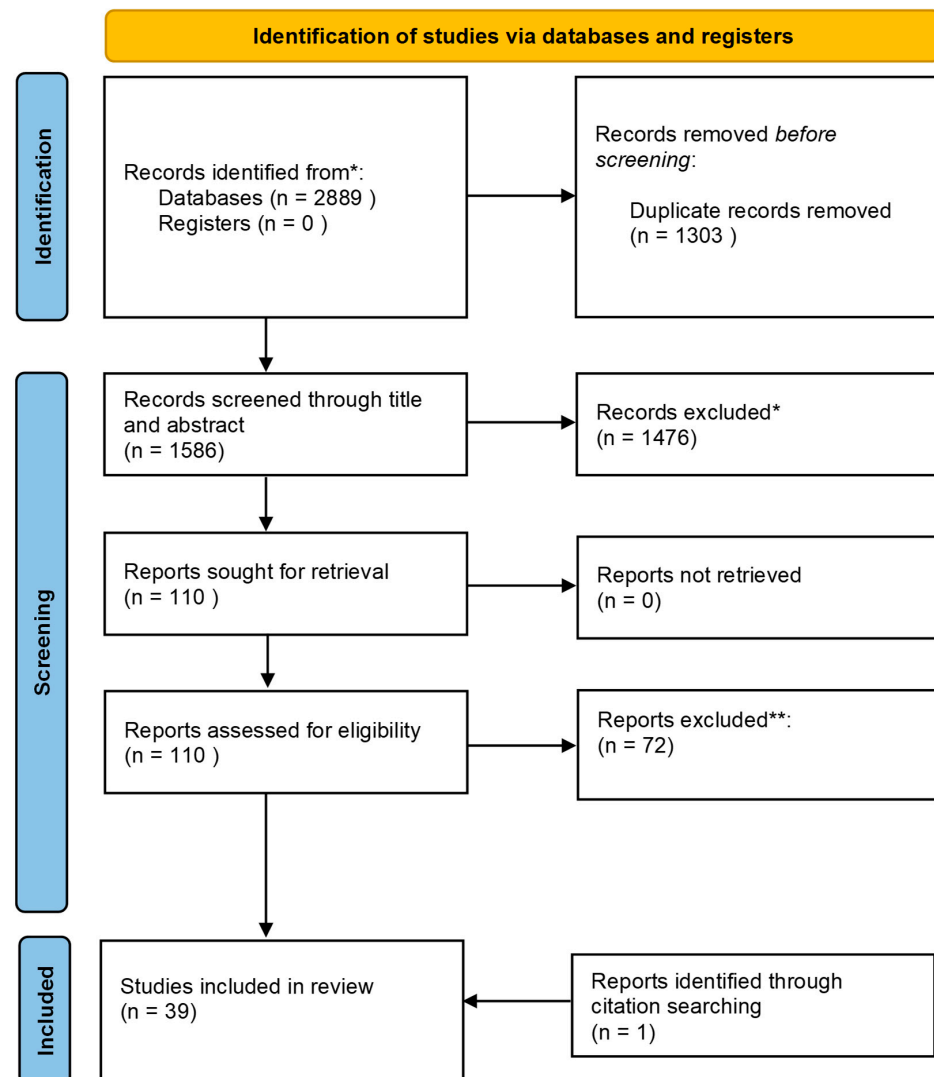 Identification of studies via databases and registers
Identification
Records identified from*:
Databases (n = 2889 )
Registers (n = 0 )
Records removed before
screening:
Duplicate records removed
(n = 1303 )
Screening
Records screened through title
and abstract
(n = 1586)
Records excluded*
(n = 1476)
Reports sought for retrieval
(n = 110 )
Reports not retrieved
(n = 0)
Reports assessed for eligibility
(n = 110 )
Reports excluded**:
(n = 72)
Included
Studies included in review
(n = 39)
Reports identified through
citation searching
(n = 1)